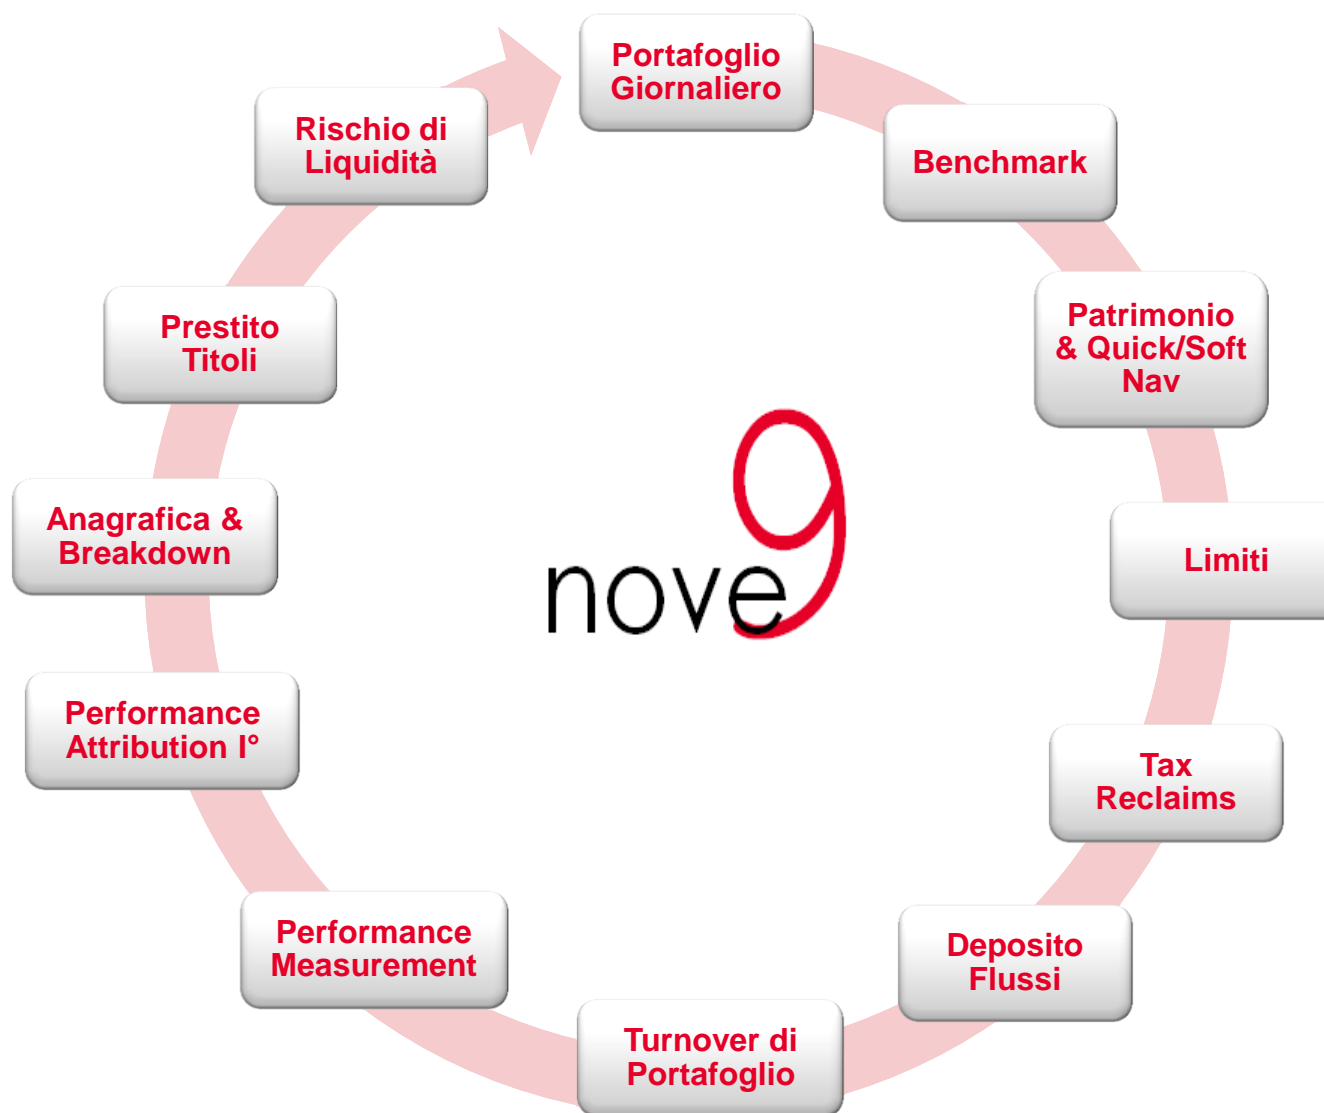 Portafoglio
Giornaliero
Benchmark
Patrimonio
& Quick/Soft
Nav
Limiti
Tax
Reclaims
Deposito
Flussi
Turnover di
Portafoglio
Performance
Measurement
Performance
Attribution I°
Anagrafica &
Breakdown
Prestito
Titoli
Rischio di
Liquidità
nove9